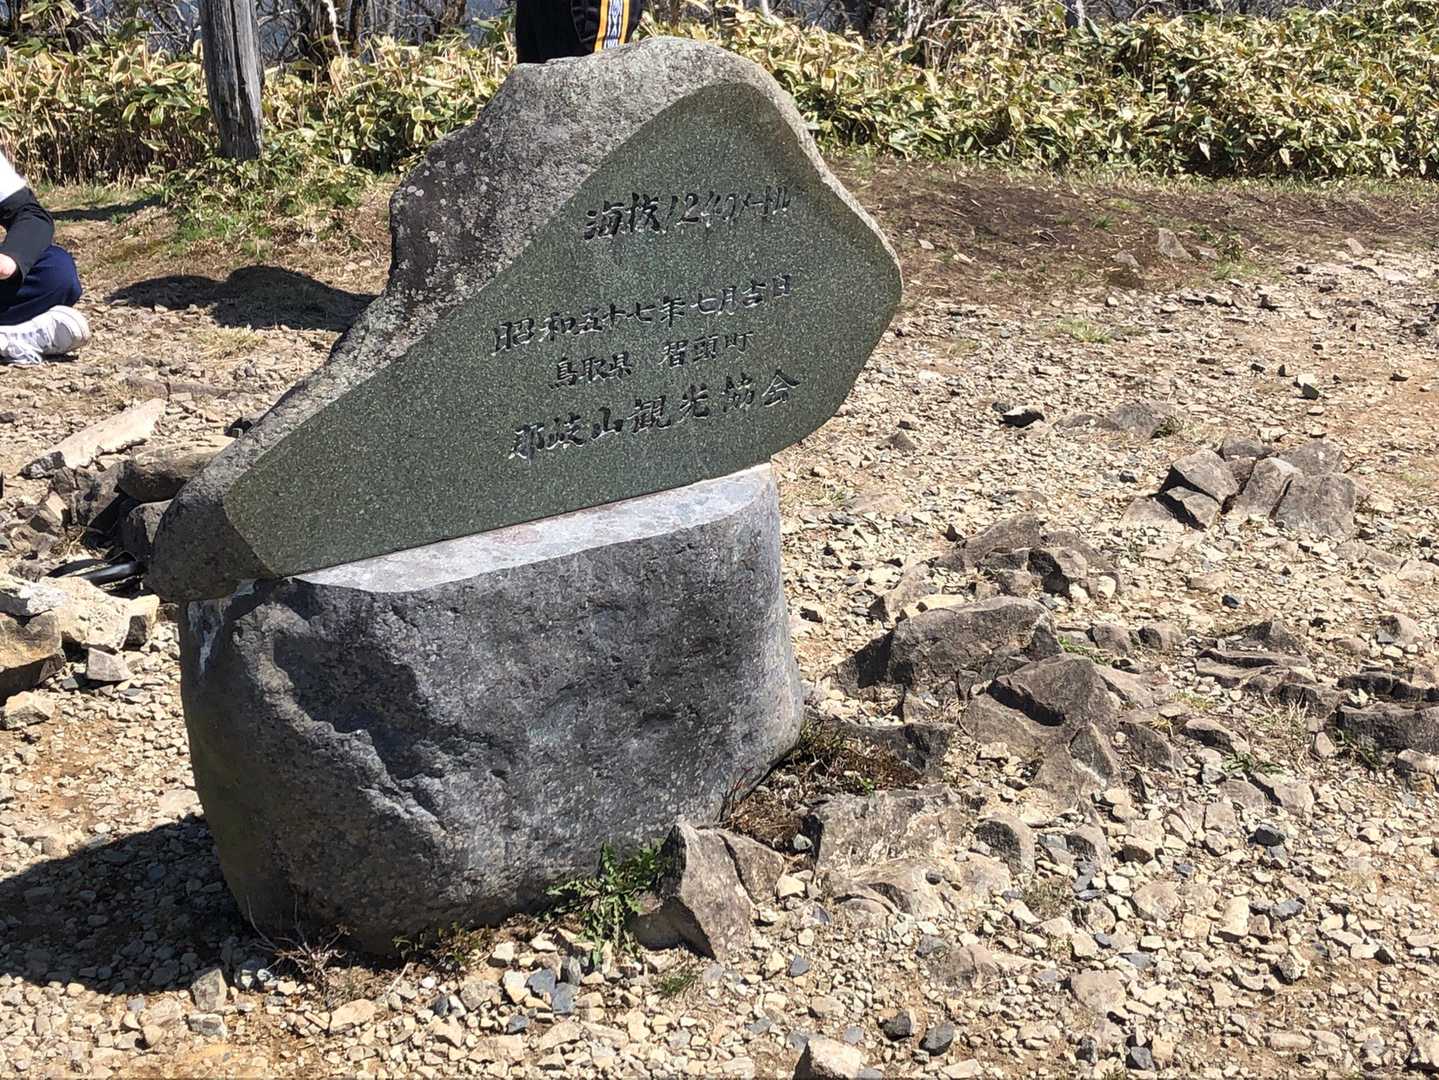 海抜1240メートル
昭和五十七年七月吉日
鳥取県 智頭町
那岐山観光協会